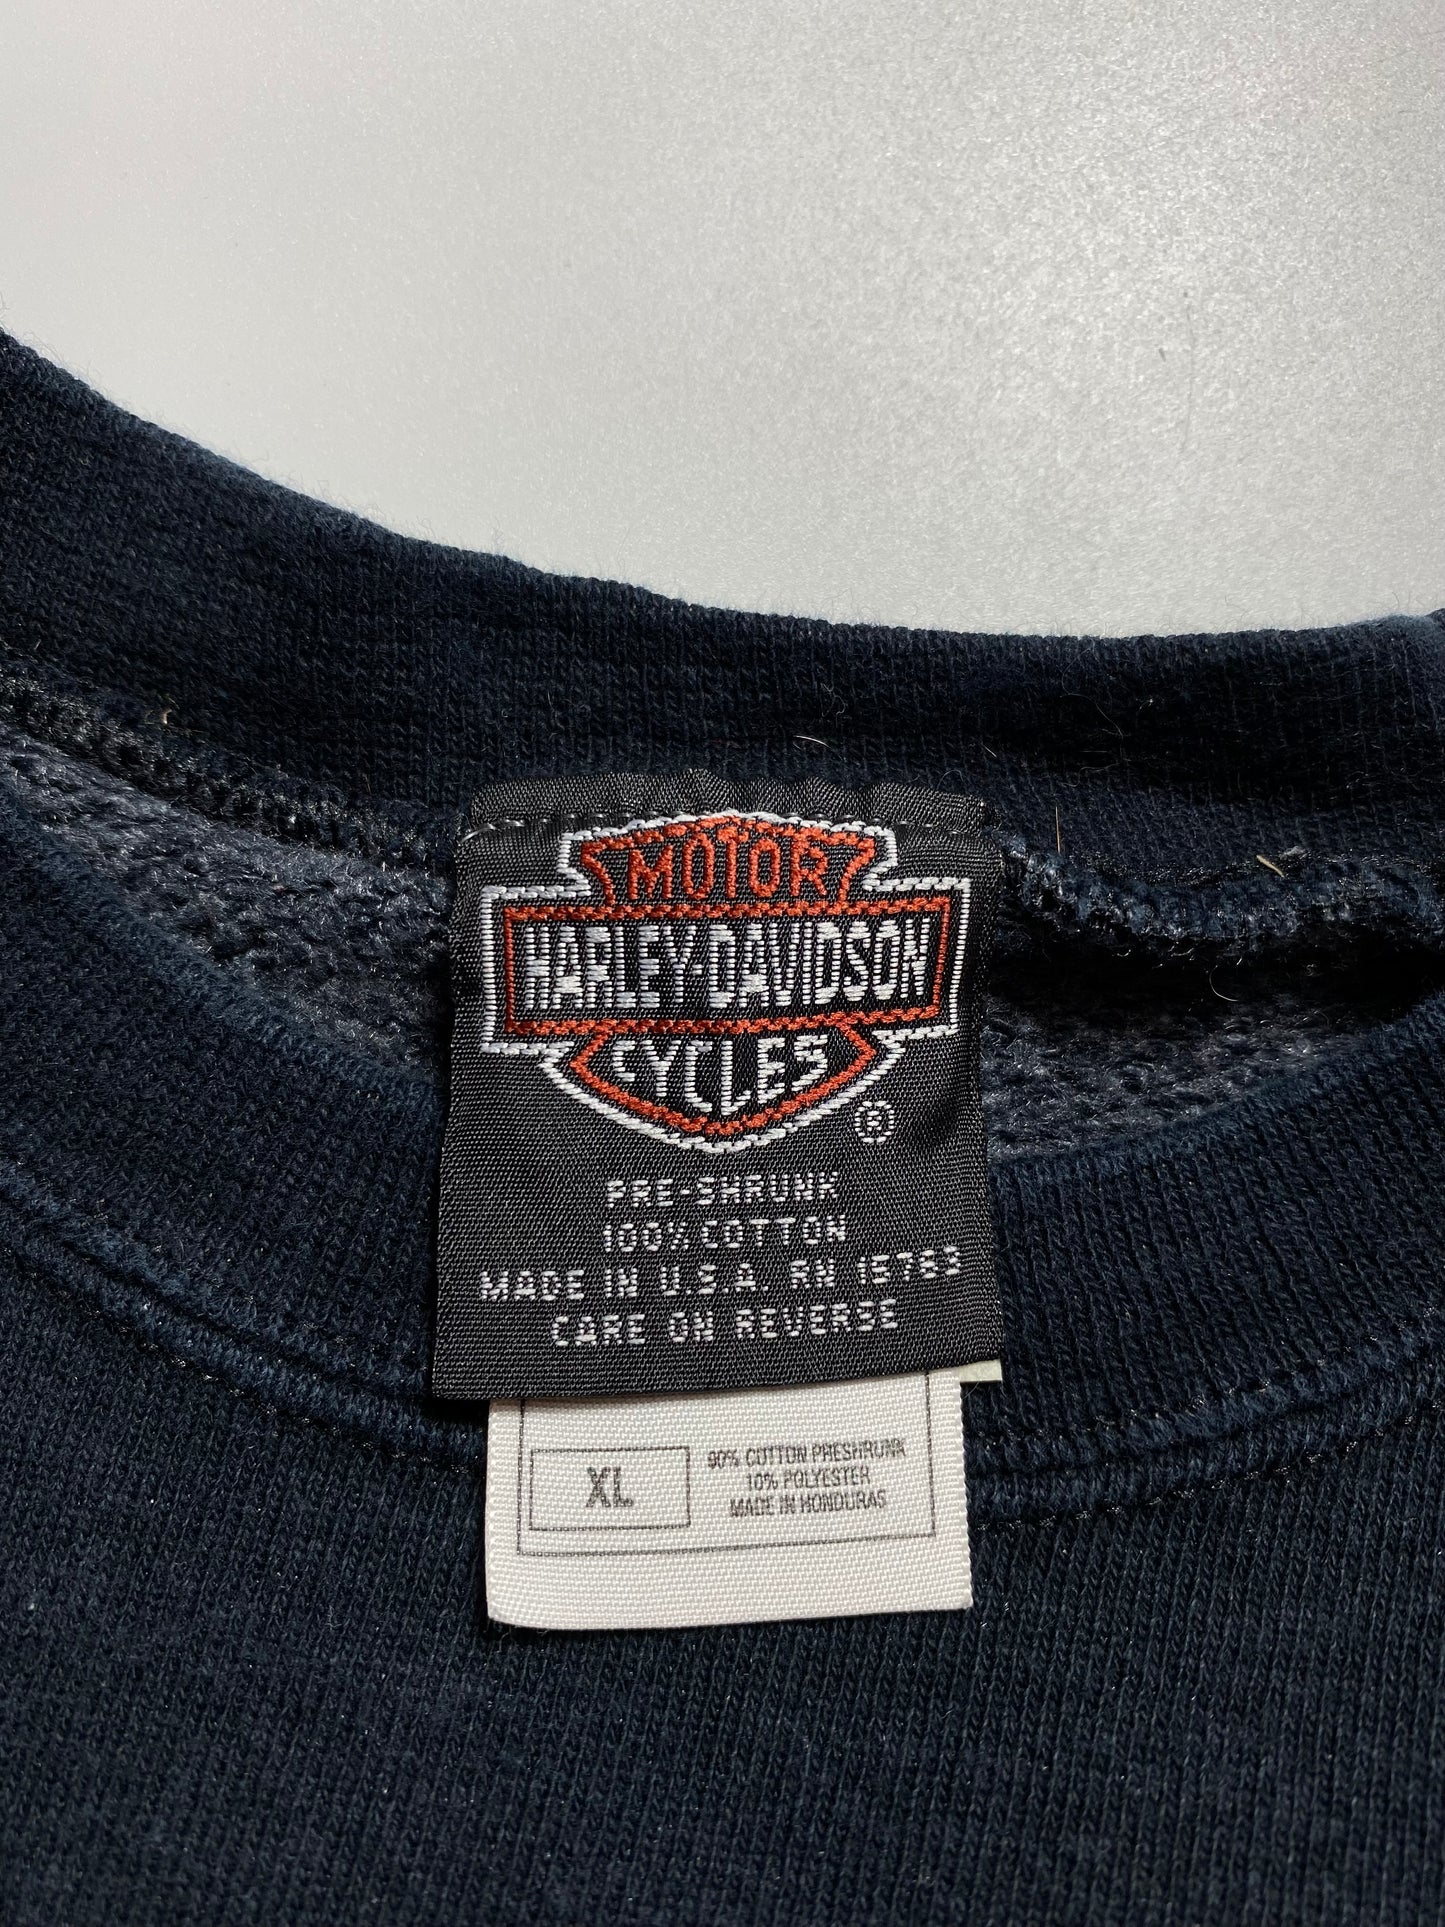 MOTOR
HARLEY-DAVIDSON
CYCLES
®
PRE-SHRUNK
100% COTTON
MADE IN U.S.A. RN 15763
CARE ON REVERSE
XL
90% COTTON PRESHRUNK
10% POLYESTER
MADE IN HONDURAS